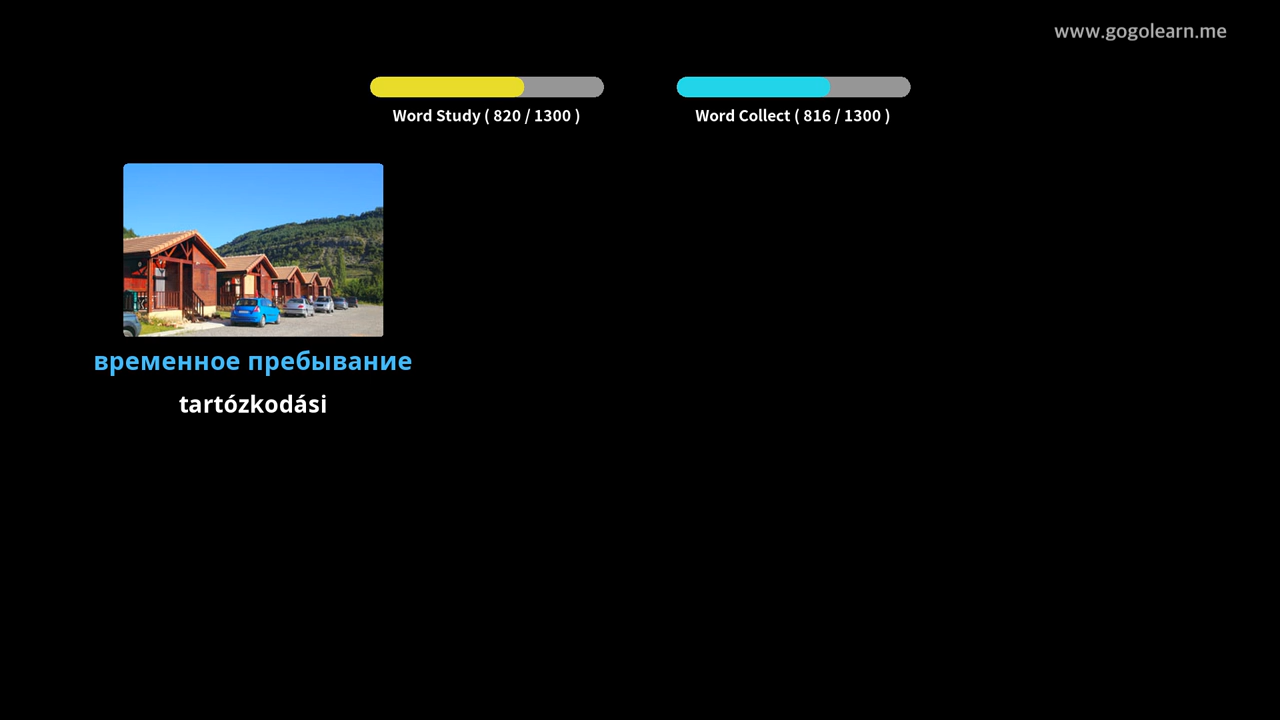 www.gogolearn.me
Word Study ( 820 / 1300 )
Word Collect ( 816 / 1300 )
временное пребывание
tartózkodási